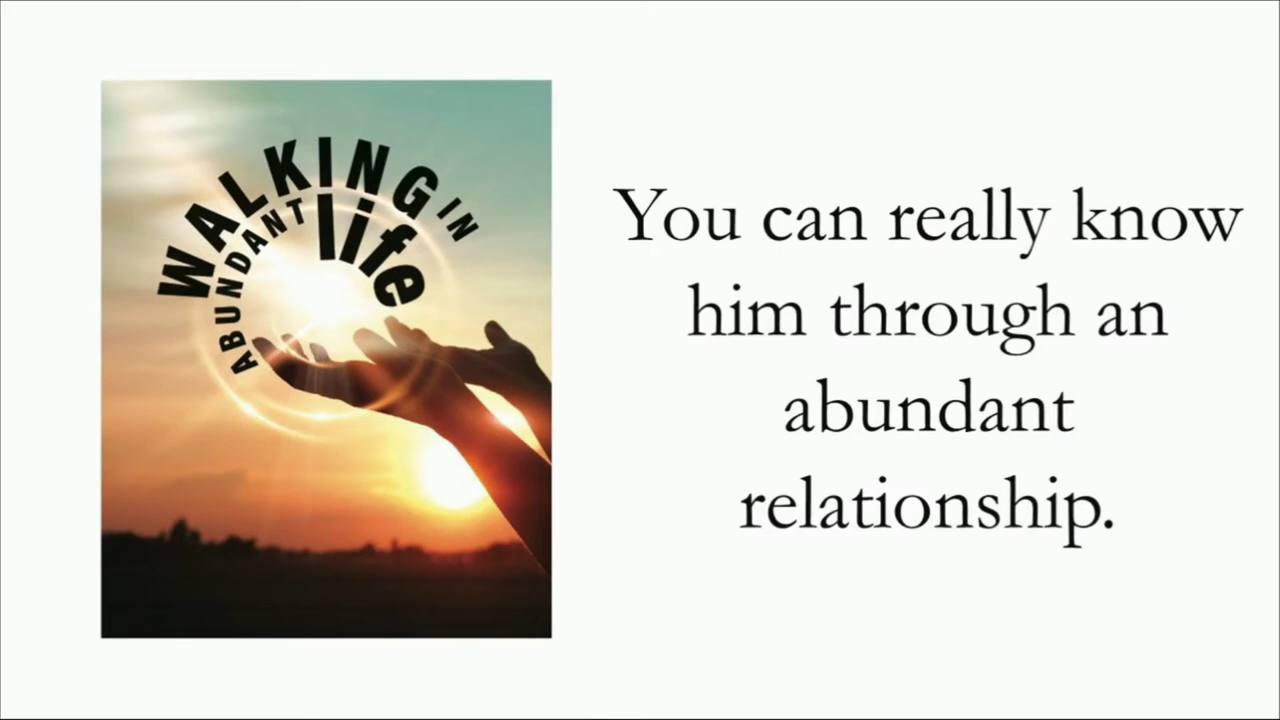 WALKING IN
ABUNDANT life
You can really know
him through an
abundant
relationship.